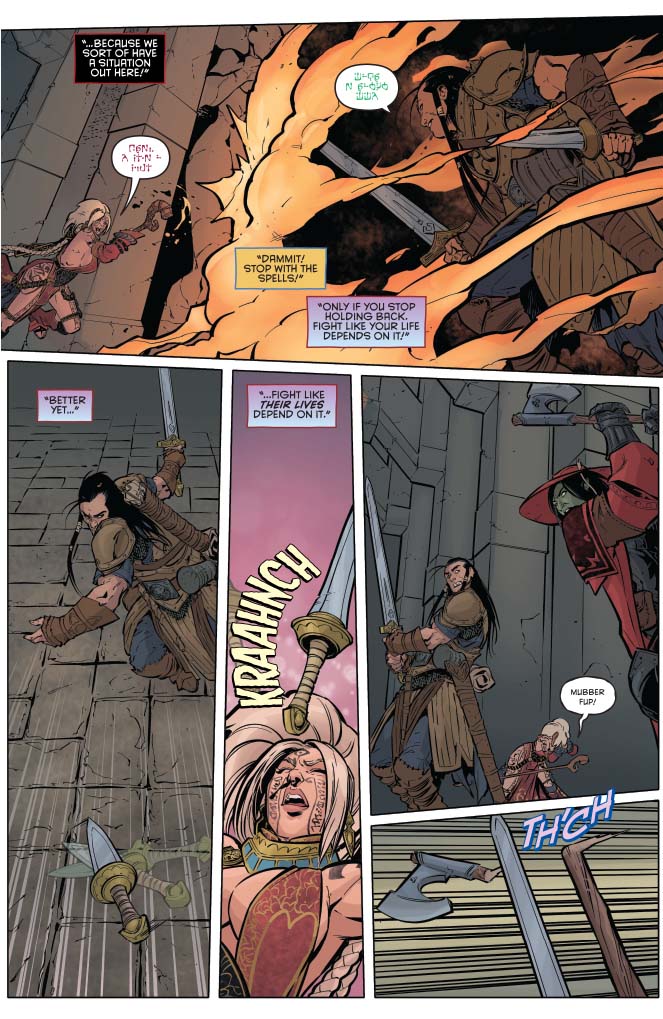 "...BECAUSE WE
SORT OF HAVE
A SITUATION
OUT HERE!"
"DAMMIT!
STOP WITH THE
SPELLS!"
"ONLY IF YOU STOP
HOLDING BACK.
FIGHT LIKE YOUR LIFE
DEPENDS ON IT!"
"BETTER
YET..."
"...FIGHT LIKE
THEIR LIVES
DEPEND ON IT."
KRAAHNCH
MUBBER
FUP!
TH'CH